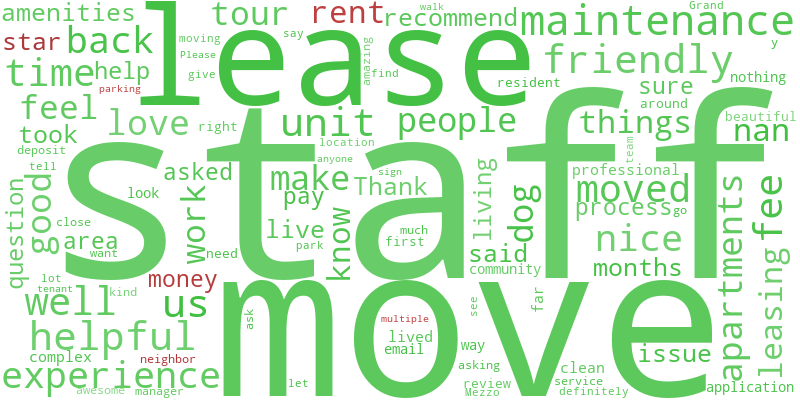 amenities
tour
rent
recommend
walk
Grand
maintenance
star
back
lease
moving
Please
say
give
amazing
find
friendly
y
time
help
parking
resident
sure
nothing
feel
took
love
right
unit
people
around
things
beautiful
nan
deposit
tell
location
anyone
staff
team
asked
make
Thank
sign
living
professional
question
good
look
work
pay
dog
moved
process
go
fee
close
area
want
live
know
much
first
nice
need
park
said
community
months
apartments
leasing
lot
tenant
money
kind
well
us
move
ask
multiple
see
far
helpful
lived
email
way
issue
complex
neighbor
experience
asking
clean
let
review
service
application
awesome
manager
Mezzo
definitely